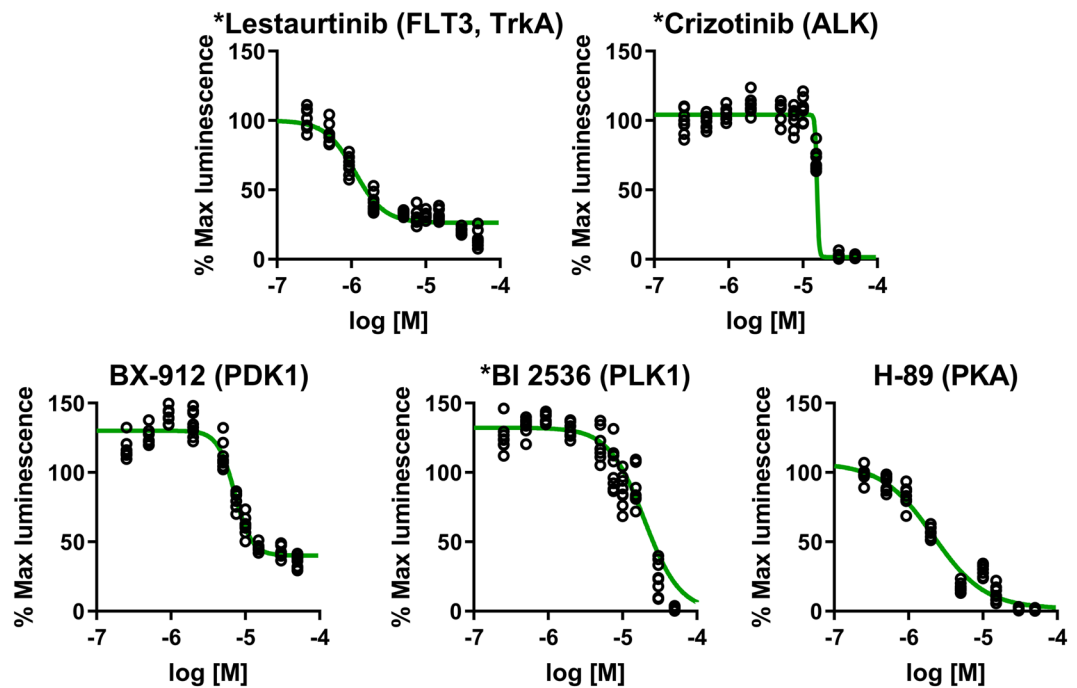 *Lestaurtinib (FLT3, TrkA)
% Max luminescence
150
100
50
0
-7 -6 -5 -4
log [M]
*Crizotinib (ALK)
% Max luminescence
150
100
50
0
-7 -6 -5 -4
log [M]
BX-912 (PDK1)
% Max luminescence
150
100
50
0
-7 -6 -5 -4
log [M]
*BI 2536 (PLK1)
% Max luminescence
150
100
50
0
-7 -6 -5 -4
log [M]
H-89 (PKA)
% Max luminescence
150
100
50
0
-7 -6 -5 -4
log [M]